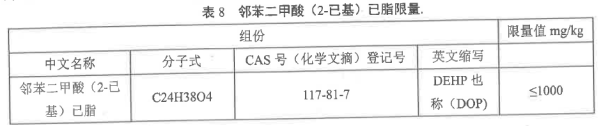 表 8 邻苯二甲酸（2-已基）已脂限量.
组份 限量值 mg/kg
中文名称 分子式 CAS 号（化学文摘）登记号 英文缩写
邻苯二甲酸（2-已基）已脂 C24H38O4 117-81-7 DEHP 也称（DOP) ≤1000